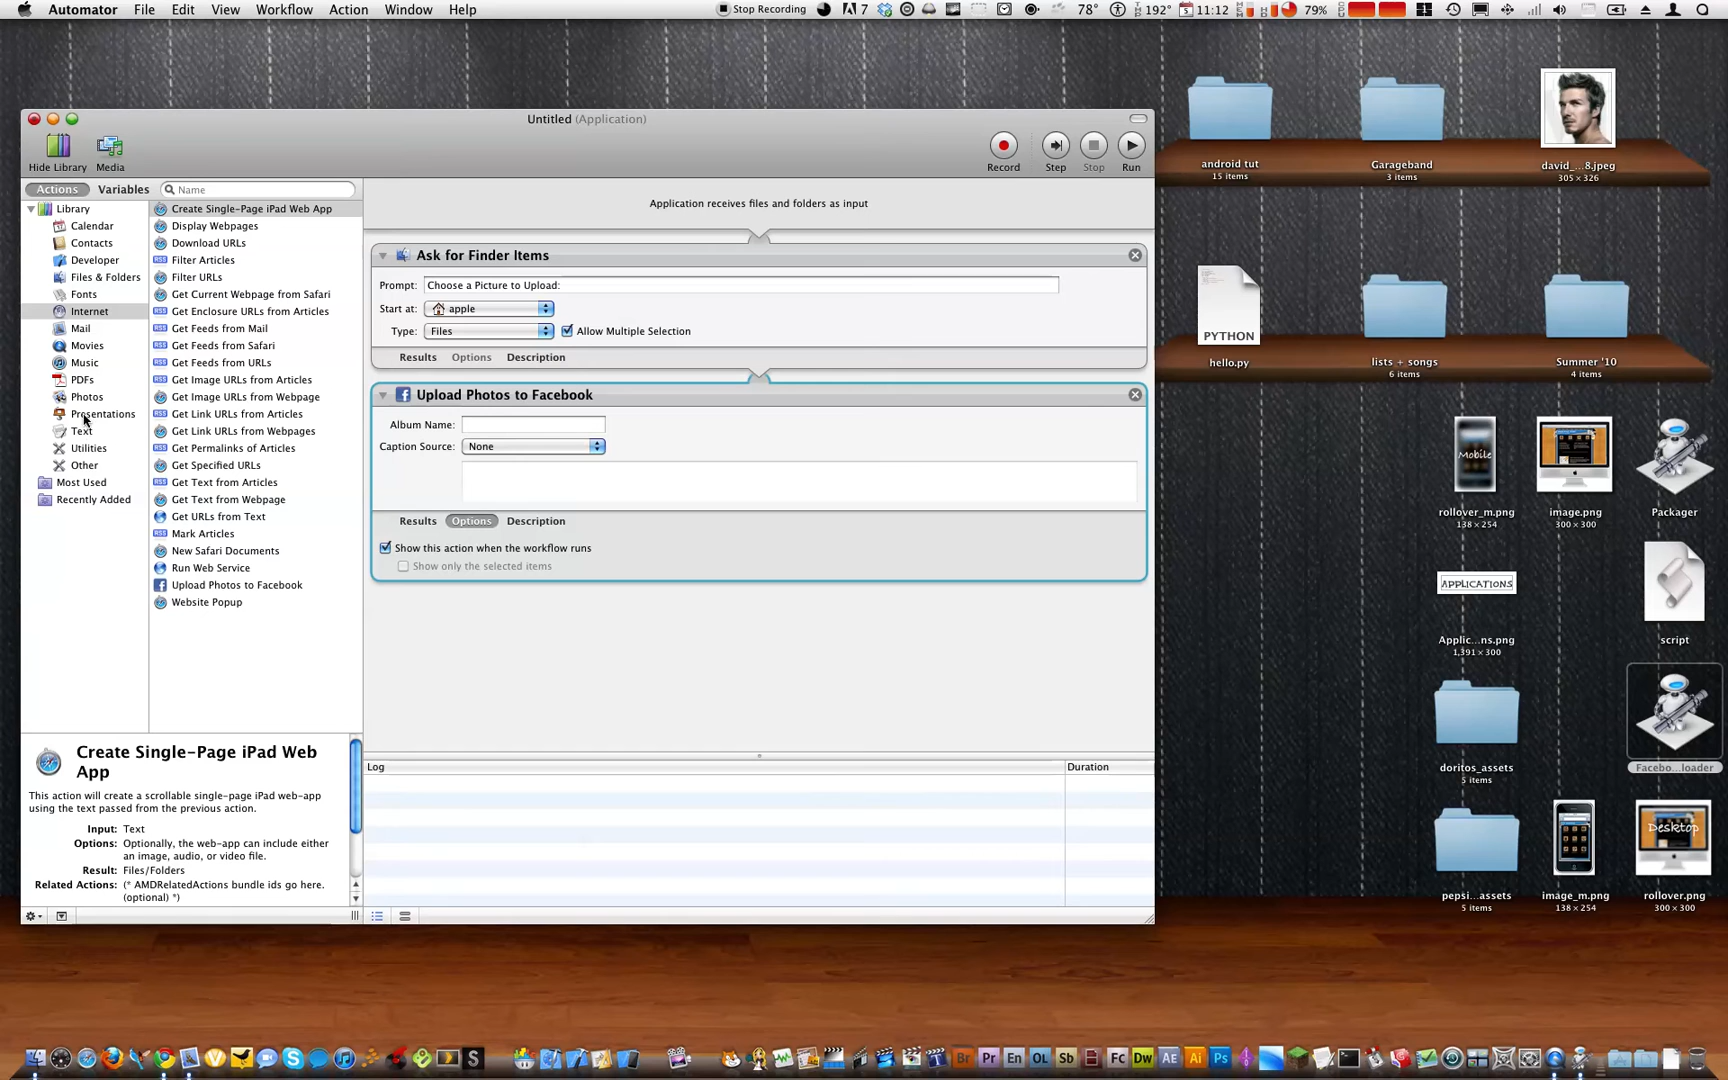 Automator File Edit View Workflow Action Window Help
Stop Recording 7 78° 192° 11:12 79%
Untitled (Application)
Hide Library Media Record Step Stop Run
Actions Variables Name
Library
Calendar
Contacts
Developer
Files & Folders
Fonts
Internet
Mail
Movies
Music
PDFs
Photos
Presentations
Text
Utilities
Other
Most Used
Recently Added
Create Single-Page iPad Web App
Display Webpages
Download URLs
Filter Articles
Filter URLs
Get Current Webpage from Safari
Get Enclosure URLs from Articles
Get Feeds from Mail
Get Feeds from Safari
Get Feeds from URLs
Get Image URLs from Articles
Get Image URLs from Webpage
Get Link URLs from Articles
Get Link URLs from Webpages
Get Permalinks of Articles
Get Specified URLs
Get Text from Articles
Get Text from Webpage
Get URLs from Text
Mark Articles
New Safari Documents
Run Web Service
Upload Photos to Facebook
Website Popup
Create Single-Page iPad Web
App
This action will create a scrollable single-page iPad web-app
using the text passed from the previous action.
Input: Text
Options: Optionally, the web-app can include either
an image, audio, or video file.
Result: Files/Folders
Related Actions: (* AMDRelatedActions bundle ids go here.
(optional) *)
Application receives files and folders as input
Ask for Finder Items
Prompt: Choose a Picture to Upload:
Start at: apple
Type: Files Allow Multiple Selection
Results Options Description
Upload Photos to Facebook
Album Name:
Caption Source: None
Results Options Description
Show this action when the workflow runs
Show only the selected items
Log Duration
android tut
15 items
Garageband
3 items
david_...8.jpeg
305 × 326
PYTHON
hello.py
lists + songs
6 items
Summer '10
4 items
Mobile
rollover_m.png
138 × 254
image.png
300 × 300
Packager
APPLICATIONS
Applic...ns.png
1,391 × 300
script
doritos_assets
5 items
Facebo...loader
pepsi...assets
5 items
image_m.png
138 × 254
Desktop
rollover.png
300 × 300
S Br Pr En OL Sb Fc Dw Ae Ai Ps